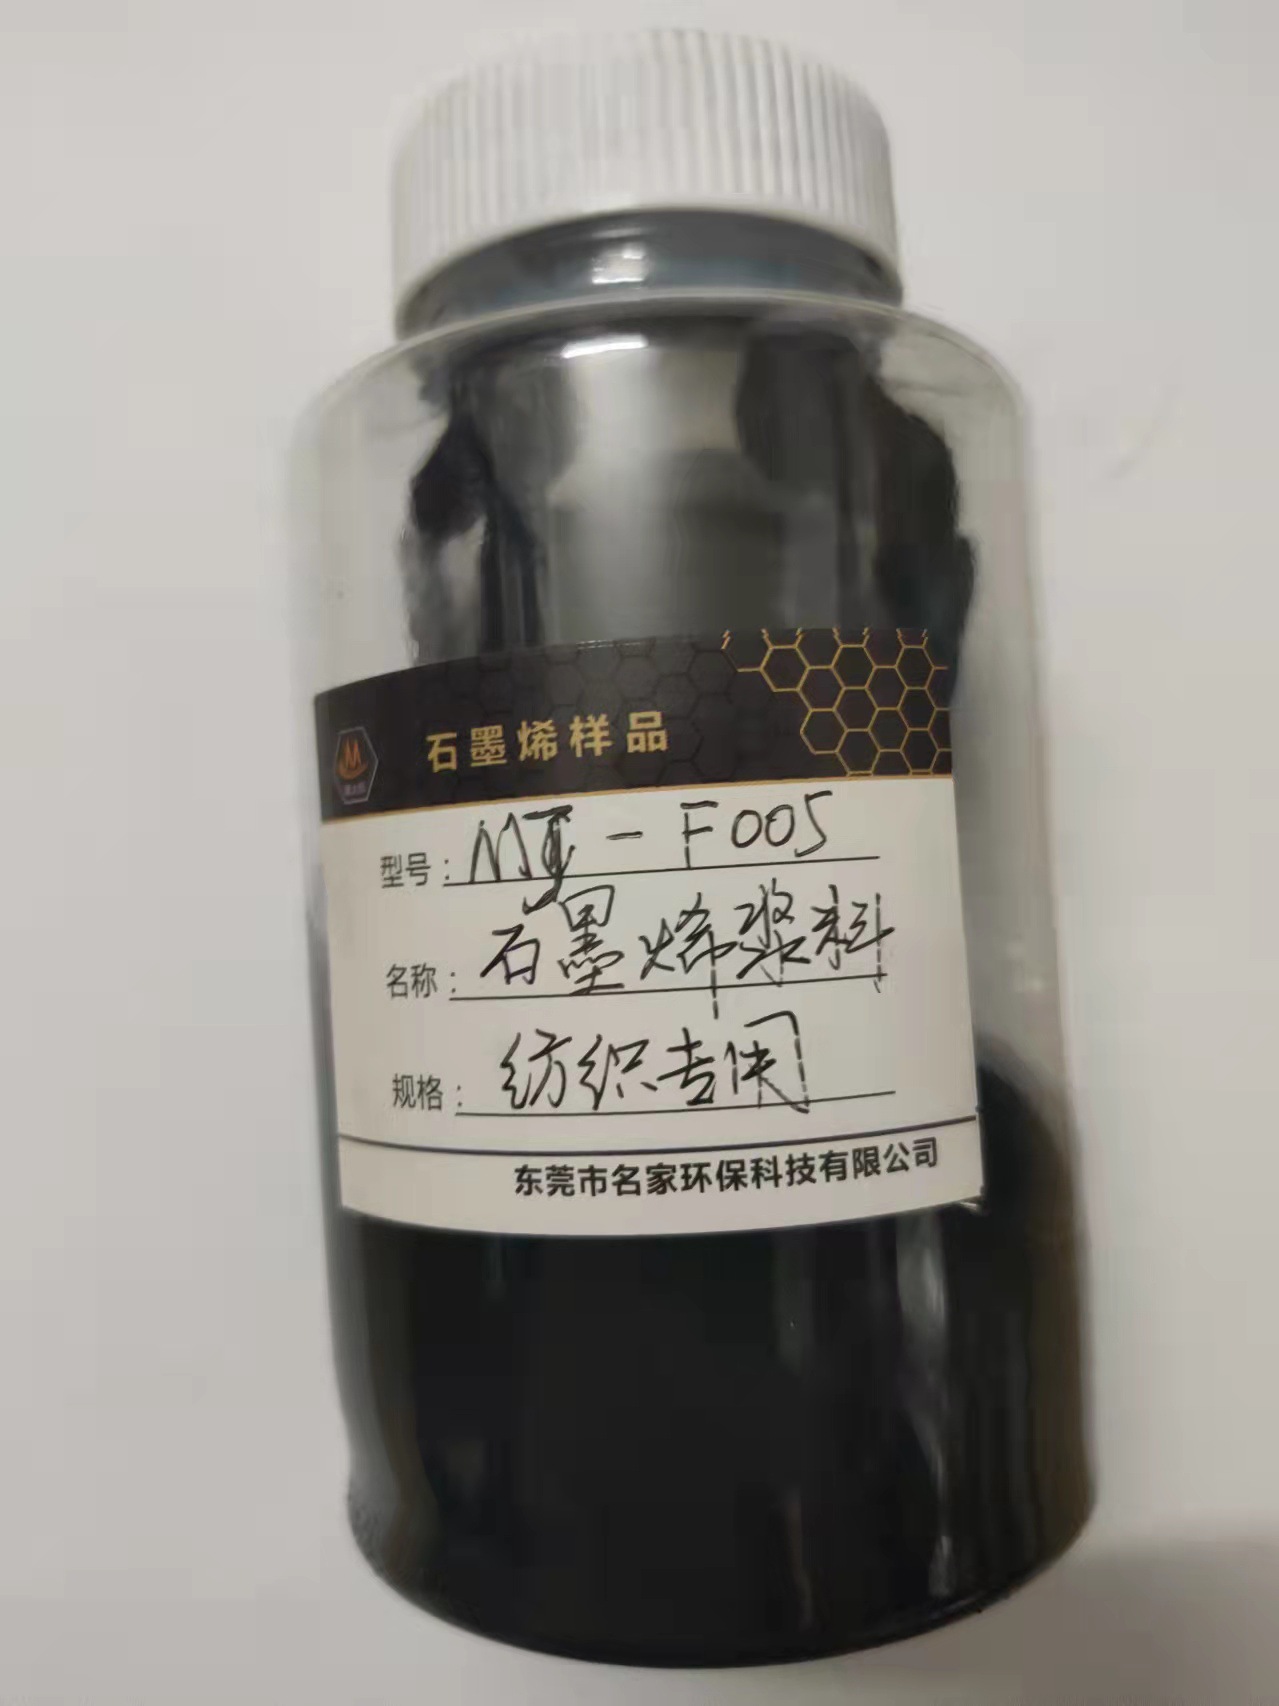 石墨烯样品
型号： MJ-F005
名称： 石墨烯浆料
规格： 纺织专用
东莞市名家环保科技有限公司